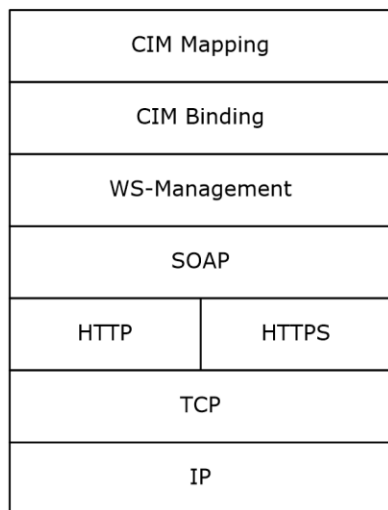 CIM Mapping
CIM Binding
WS-Management
SOAP
HTTP HTTPS
TCP
IP